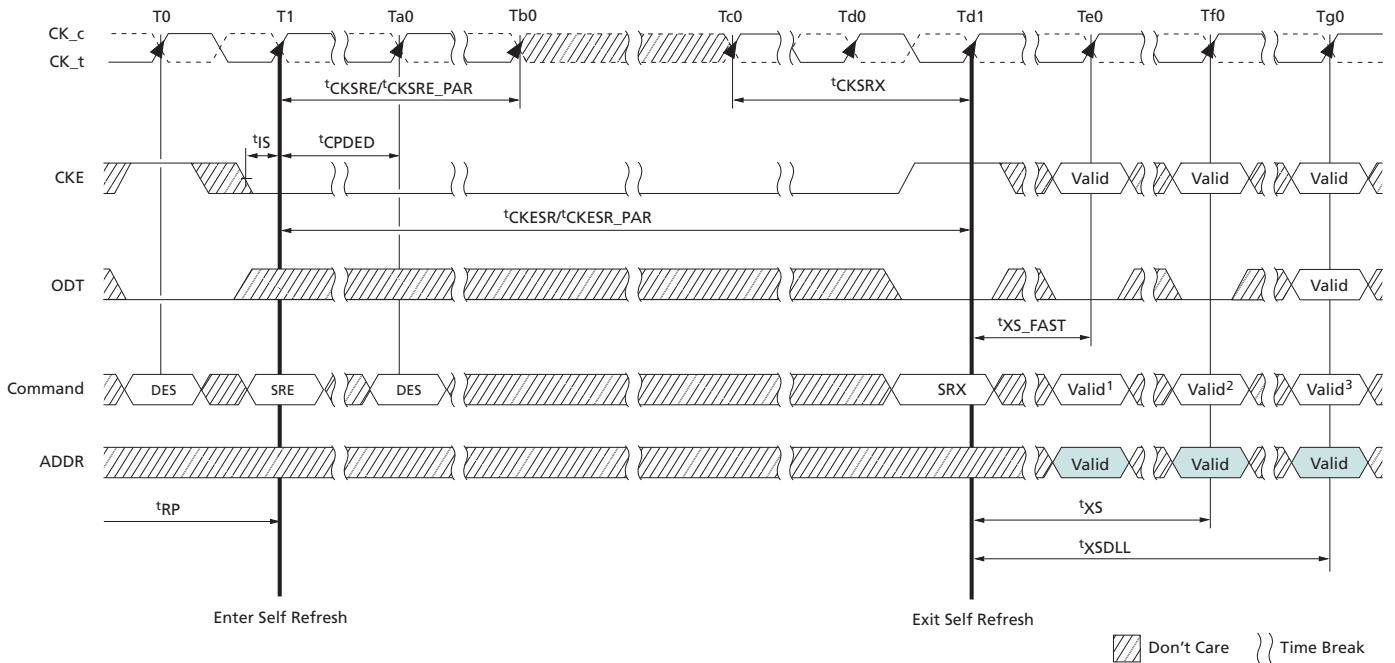 T0 T1 Ta0 Tb0 Tc0 Td0 Td1 Te0 Tf0 Tg0
CK_c
CK_t
tCKSRE/tCKSRE_PAR tCKSRX
tIS tCPDED
CKE Valid Valid Valid
tCKESR/tCKESR_PAR
ODT Valid
tXS_FAST
Command DES SRE DES SRX Valid1 Valid2 Valid3
ADDR Valid Valid Valid
tRP tXS
tXSDLL
Enter Self Refresh Exit Self Refresh
Don't Care Time Break